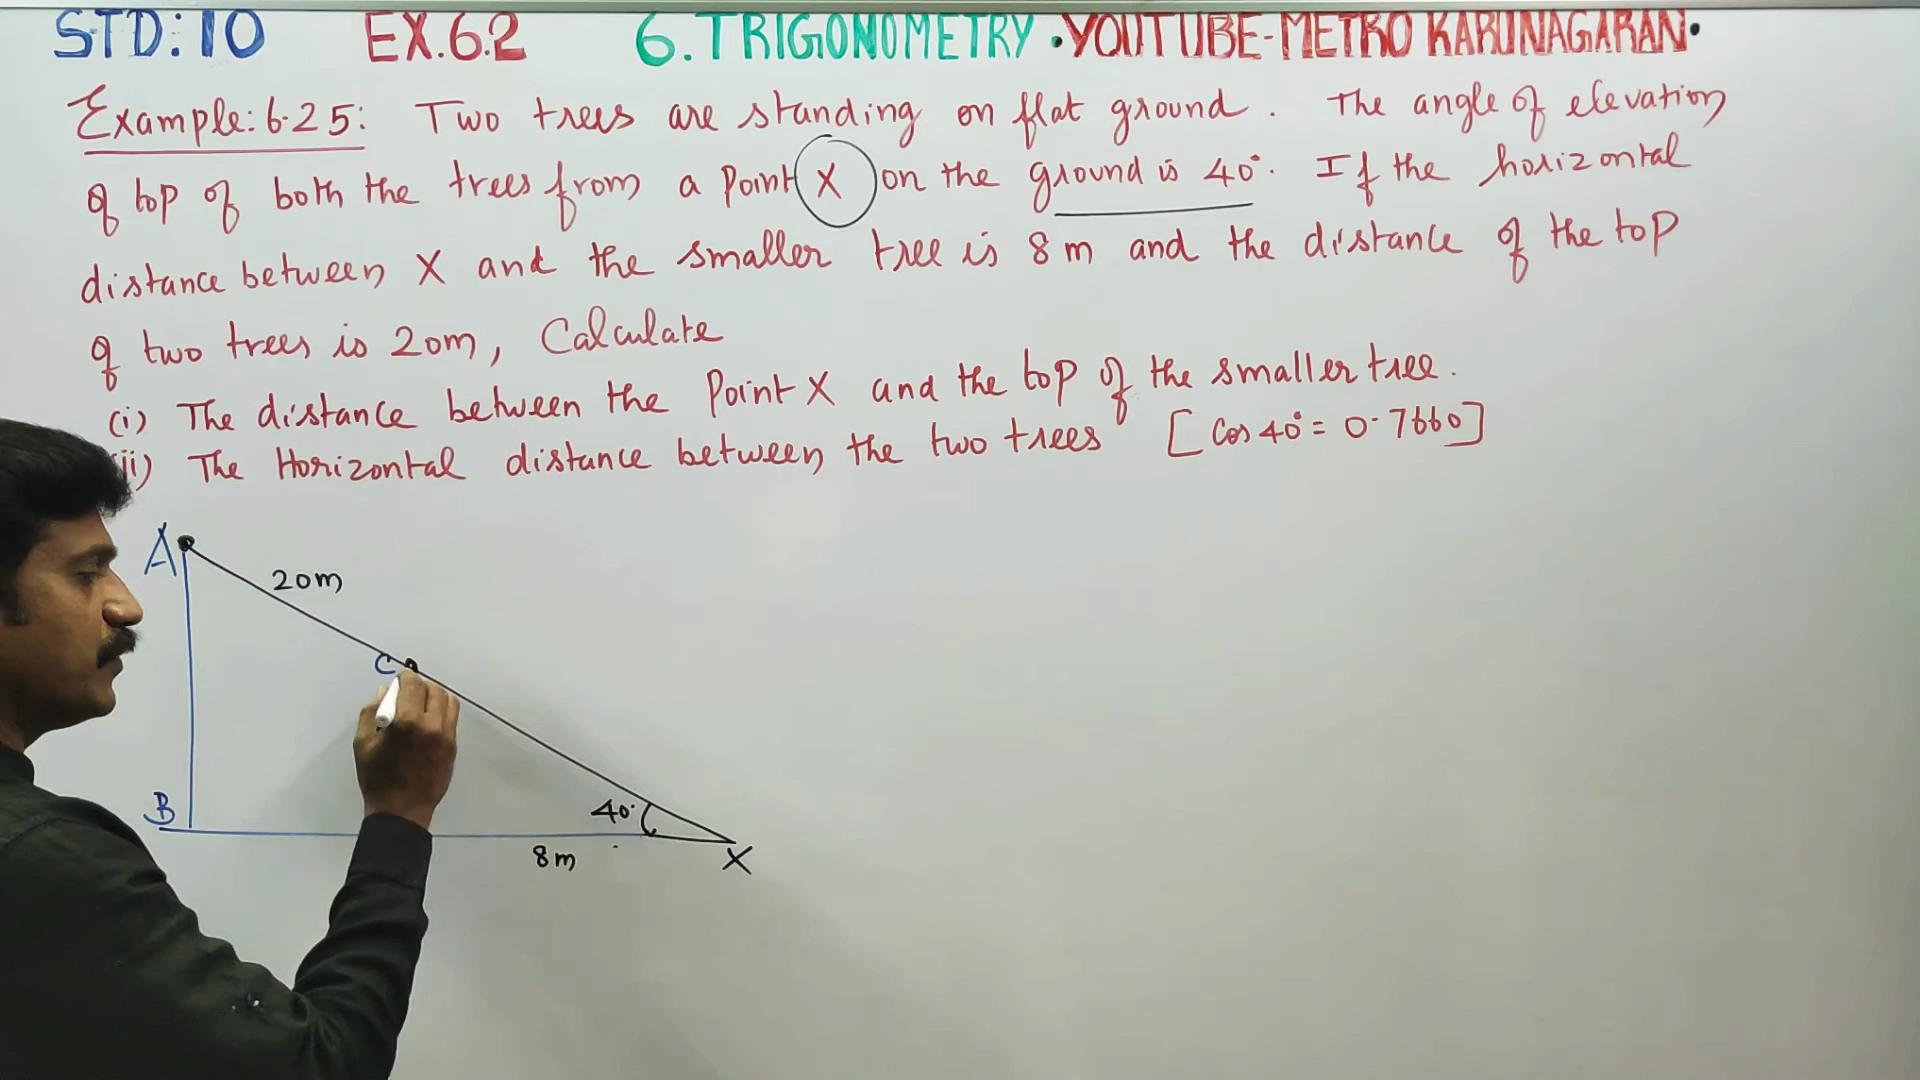 STD:10 EX.6.2 6. TRIGONOMETRY • YOUTUBE-METRO KARUNAGARAN•
Example: 6.25: Two trees are standing on flat ground. The angle of elevation
of top of both the trees from a point X on the ground is 40°. If the horizontal
distance between X and the smaller tree is 8 m and the distance of the top
of two trees is 20m, Calculate
(i) The distance between the Point X and the top of the smaller tree.
(ii) The Horizontal distance between the two trees [Cos 40° = 0.7660]
A
20m
C
B
40°
8m
X